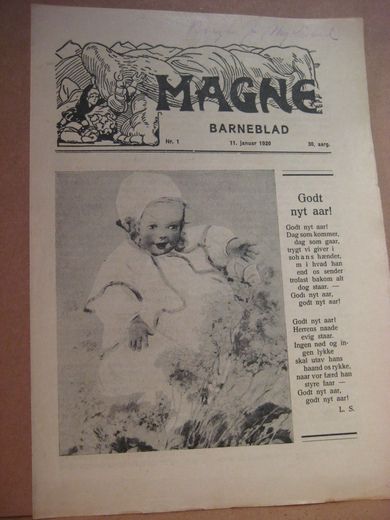 MAGNE
BARNEBLAD
Nr. 1 11. januar 1920 30. aarg.
Godt
nyt aar!
Godt nyt aar!
Dag som kommer,
dag som gaar,
trygt vi giver i
so hans hænder,
m i hvad han
end os sender
trofast bakom alt
dog staar. —
Godt nyt aar,
godt nyt aar!
Godt nyt aar!
Herrens naade
evig staar.
Ingen nød og in-
gen lykke
skal utav hans
haand os rykke,
naar vor færd han
styre faar —
Godt nyt aar,
godt nyt aar!
L. S.